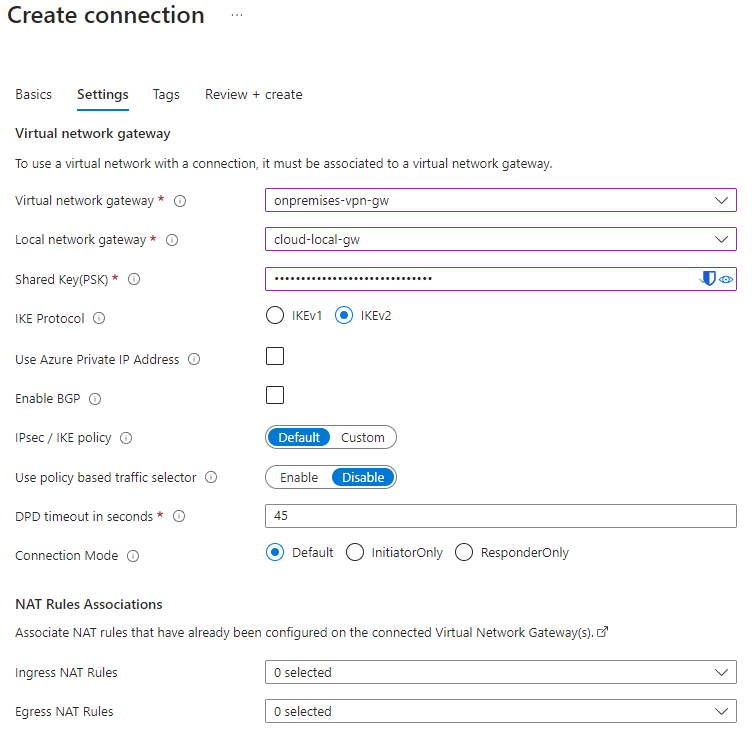 Create connection ...
Basics Settings Tags Review + create
Virtual network gateway
To use a virtual network with a connection, it must be associated to a virtual network gateway.
Virtual network gateway * onpremises-vpn-gw
Local network gateway * cloud-local-gw
Shared Key(PSK) * ••••••••••••••••••••••••••••••
IKE Protocol IKEv1 IKEv2
Use Azure Private IP Address
Enable BGP
IPsec / IKE policy Default Custom
Use policy based traffic selector Enable Disable
DPD timeout in seconds * 45
Connection Mode Default InitiatorOnly ResponderOnly
NAT Rules Associations
Associate NAT rules that have already been configured on the connected Virtual Network Gateway(s).
Ingress NAT Rules 0 selected
Egress NAT Rules 0 selected